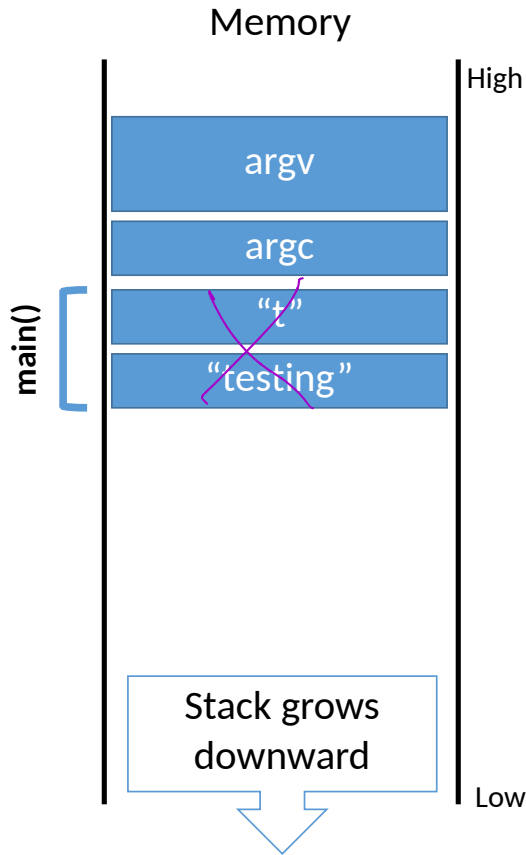 Memory
High
argv
argc
main()
“t”
“testing”
Stack grows
downward
Low